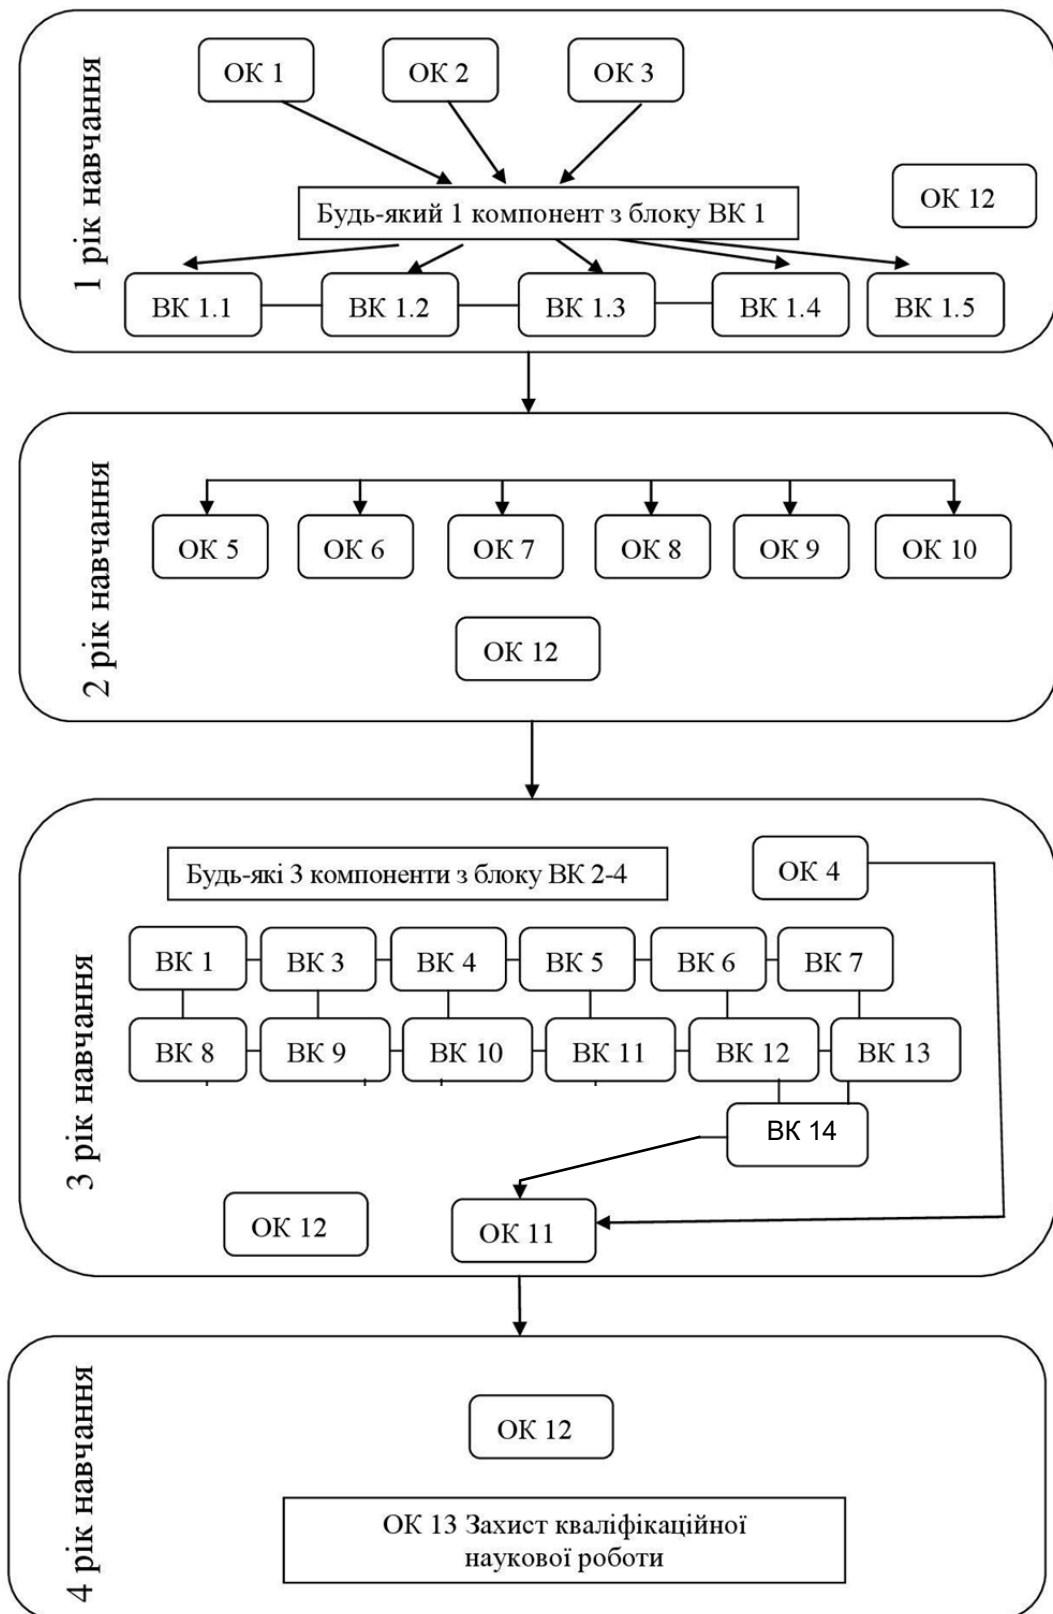 1 рік навчання
ОК 1
ОК 2
ОК 3
ОК 12
Будь-який 1 компонент з блоку ВК 1
ВК 1.1
ВК 1.2
ВК 1.3
ВК 1.4
ВК 1.5
2 рік навчання
ОК 5
ОК 6
ОК 7
ОК 8
ОК 9
ОК 10
ОК 12
3 рік навчання
Будь-які 3 компоненти з блоку ВК 2-4
ОК 4
ВК 1
ВК 3
ВК 4
ВК 5
ВК 6
ВК 7
ВК 8
ВК 9
ВК 10
ВК 11
ВК 12
ВК 13
ВК 14
ОК 12
ОК 11
4 рік навчання
ОК 12
ОК 13 Захист кваліфікаційної
наукової роботи